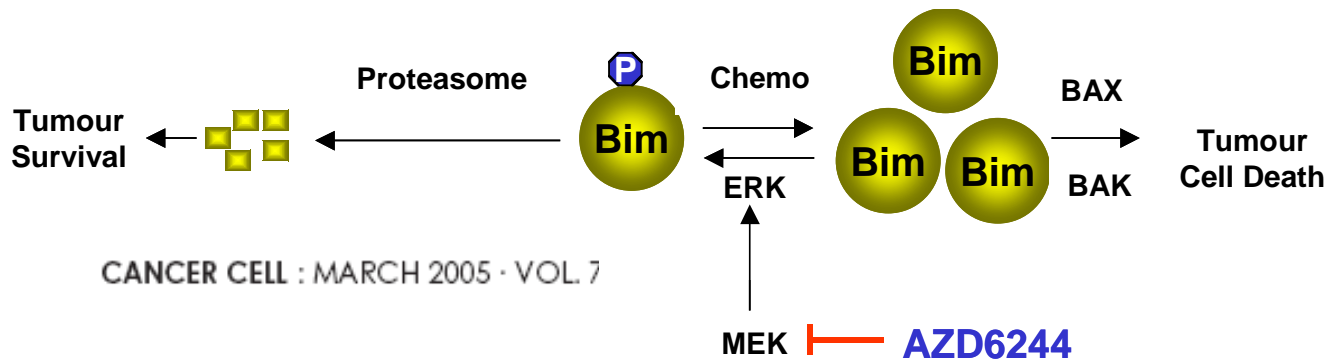 Tumour
Survival
Proteasome
P
Bim
Chemo
ERK
Bim
Bim
Bim
BAX
BAK
Tumour
Cell Death
CANCER CELL : MARCH 2005 · VOL. 7
MEK
AZD6244